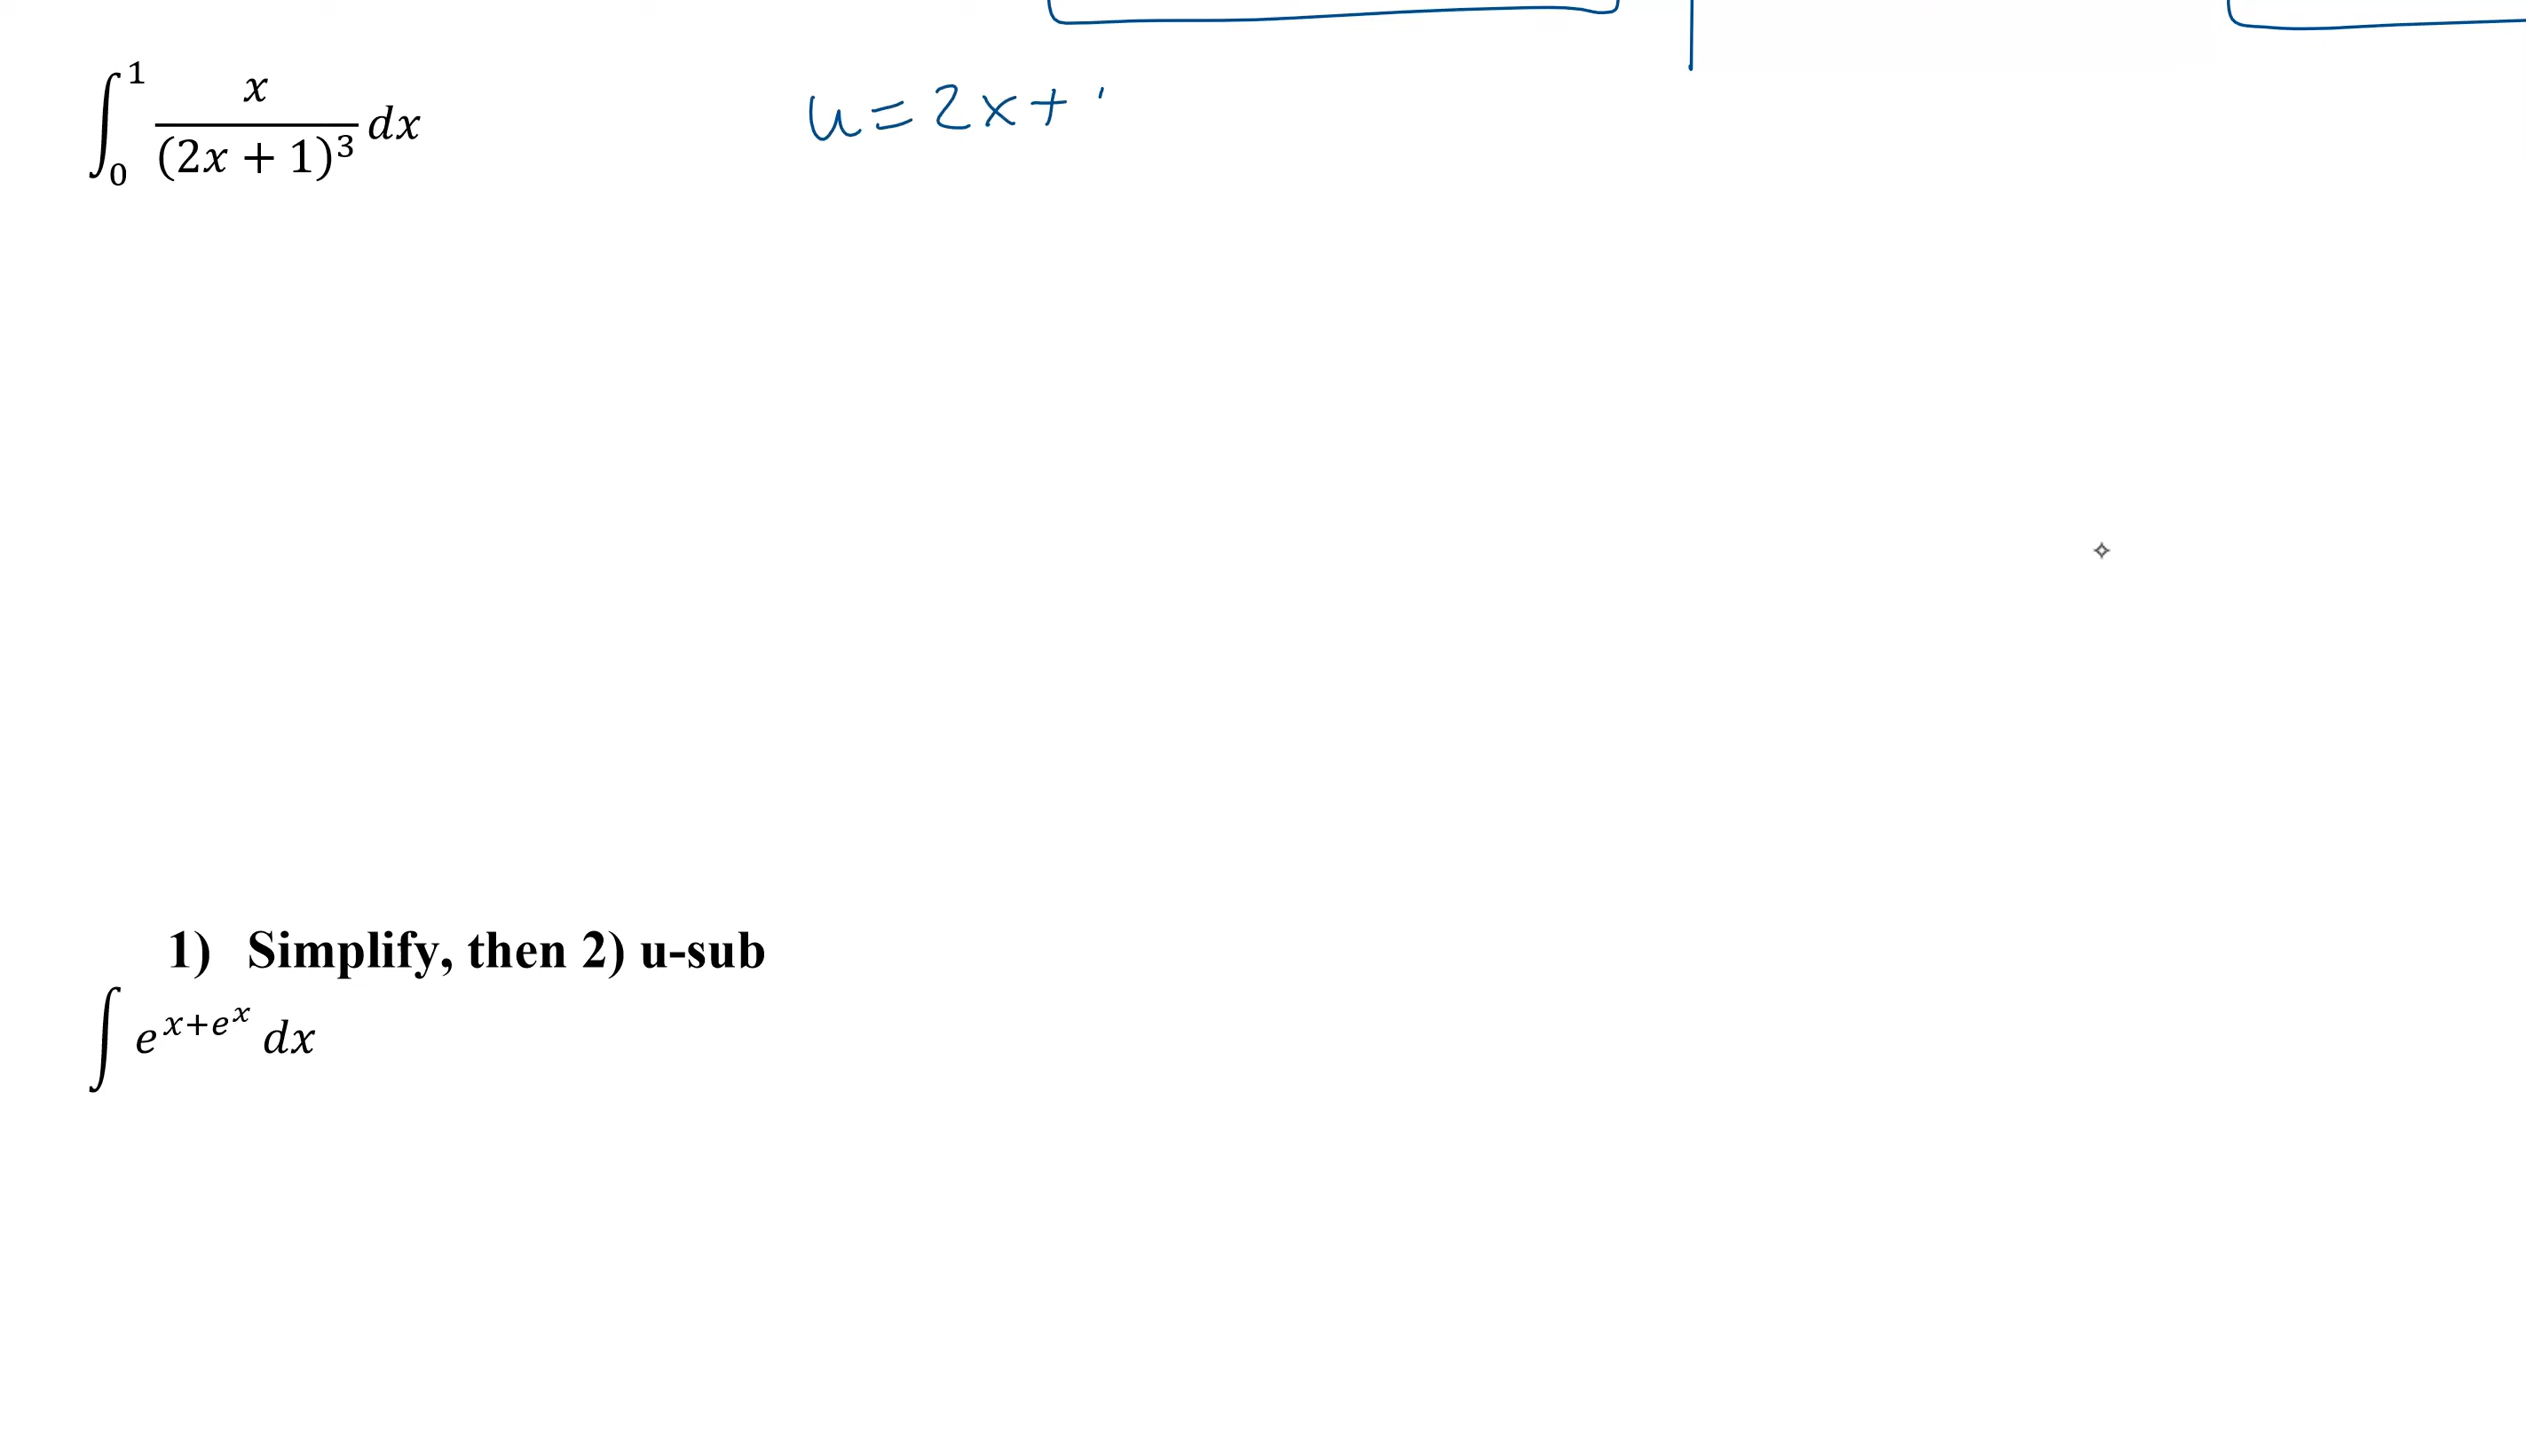 ∫₀¹ x/(2x + 1)³ dx
u = 2x +
1) Simplify, then 2) u-sub
∫ e^(x+e^x) dx